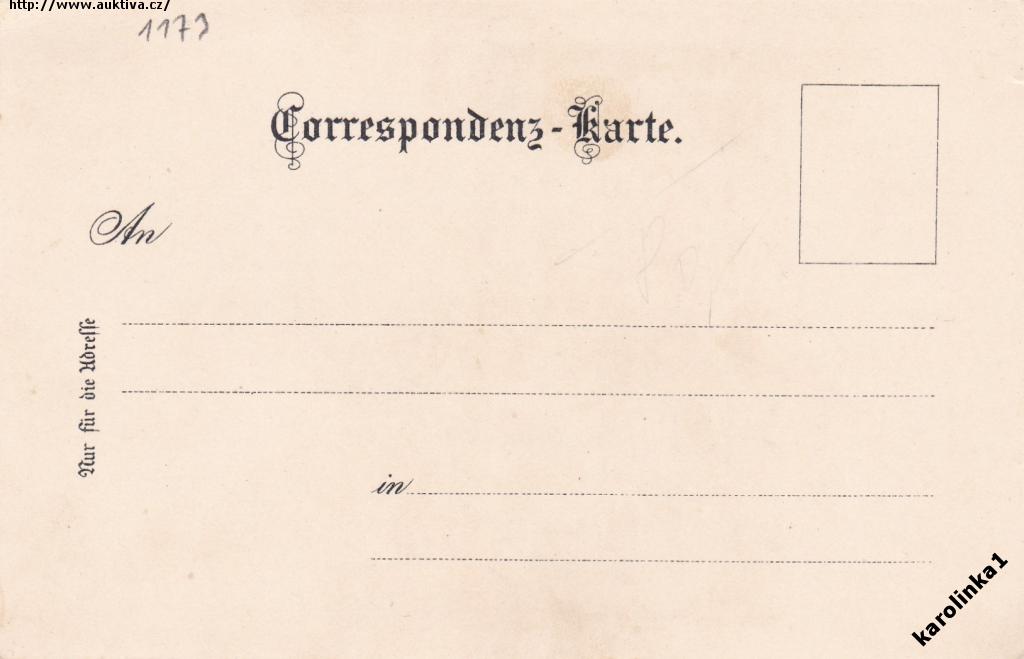 http://www.auktiva.cz/
1173
Correspondenz-Karte.
An
Nur für die Adresse
in
karolinka1